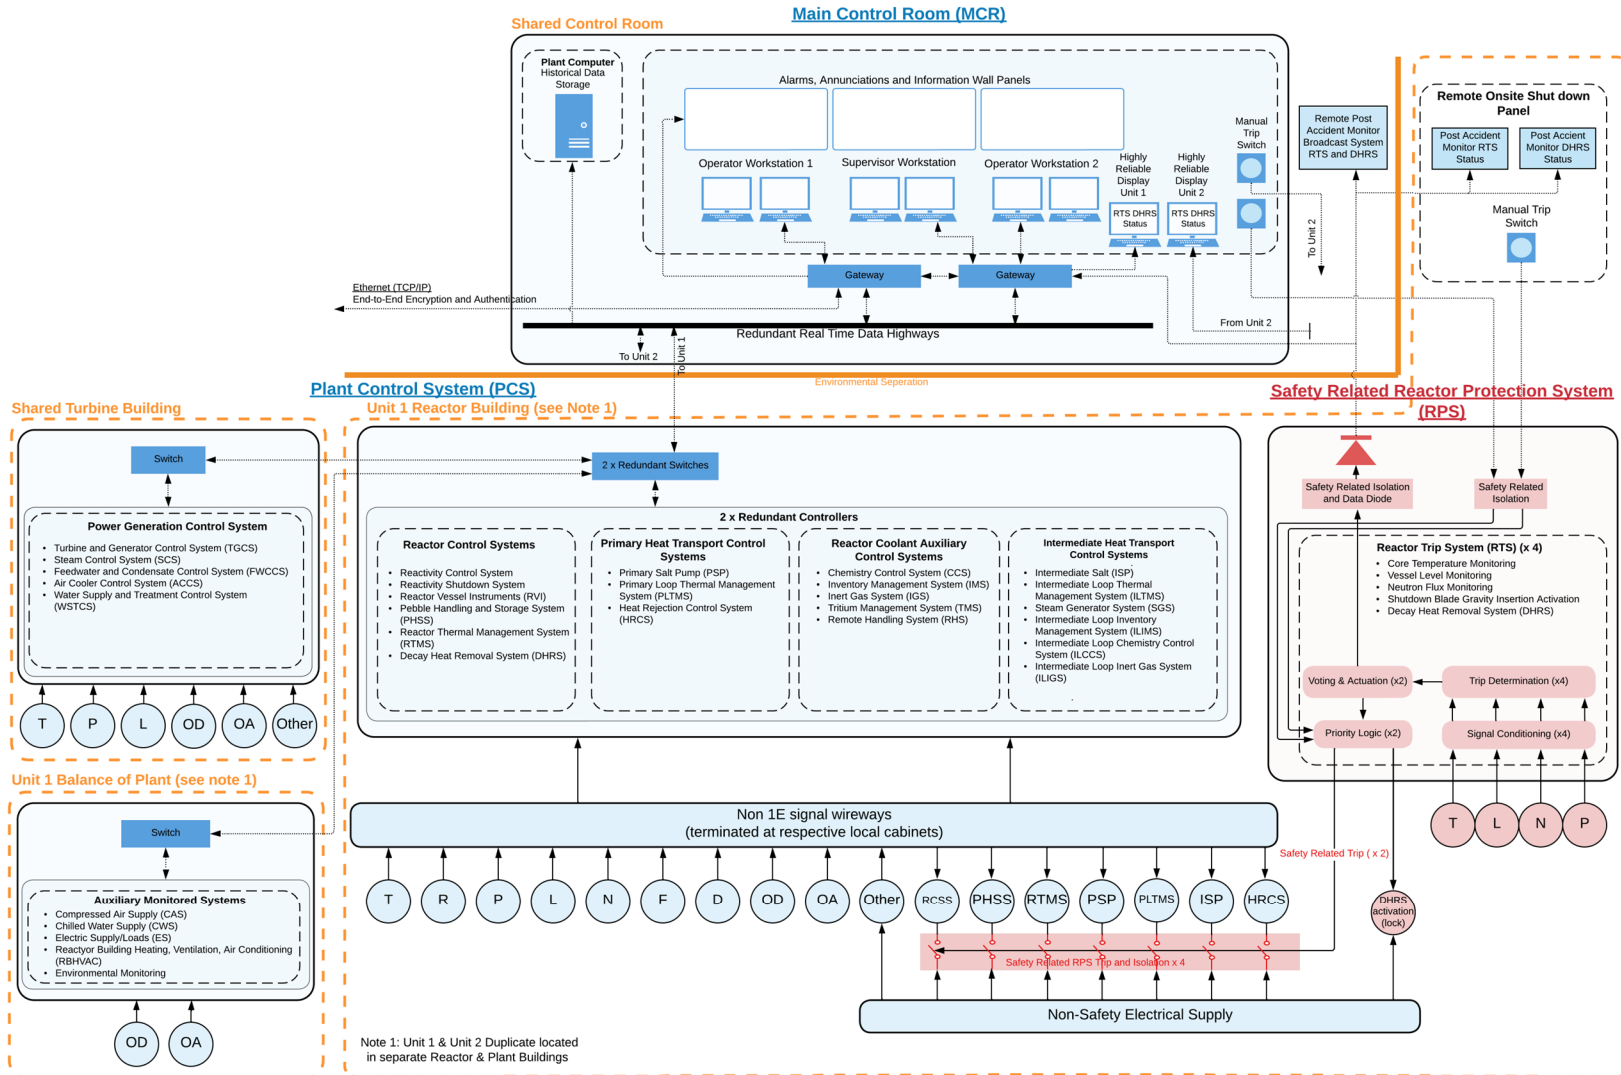 Main Control Room (MCR)
Shared Control Room
Plant Computer
Historical Data
Storage
Alarms, Annunciations and Information Wall Panels
Operator Workstation 1
Supervisor Workstation
Operator Workstation 2
Highly
Reliable
Display
Unit 1
RTS DHRS
Status
Highly
Reliable
Display
Unit 2
RTS DHRS
Status
Manual
Trip
Switch
To Unit 2
Gateway
Gateway
Ethernet (TCP/IP)
End-to-End Encryption and Authentication
Redundant Real Time Data Highways
From Unit 2
To Unit 2
To Unit 1
Remote Post
Accident Monitor
Broadcast System
RTS and DHRS
Remote Onsite Shut down
Panel
Post Accident
Monitor RTS
Status
Post Accient
Monitor DHRS
Status
Manual Trip
Switch
Environmental Seperation
Plant Control System (PCS)
Safety Related Reactor Protection System
(RPS)
Shared Turbine Building
Switch
Power Generation Control System
• Turbine and Generator Control System (TGCS)
• Steam Control System (SCS)
• Feedwater and Condensate Control System (FWCCS)
• Air Cooler Control System (ACCS)
• Water Supply and Treatment Control System
(WSTCS)
T
P
L
OD
OA
Other
Unit 1 Balance of Plant (see note 1)
Switch
Auxiliary Monitored Systems
• Compressed Air Supply (CAS)
• Chilled Water Supply (CWS)
• Electric Supply/Loads (ES)
• Reactyor Building Heating, Ventilation, Air Conditioning
(RBHVAC)
• Environmental Monitoring
OD
OA
Unit 1 Reactor Building (see Note 1)
2 x Redundant Switches
2 x Redundant Controllers
Reactor Control Systems
• Reactivity Control System
• Reactivity Shutdown System
• Reactor Vessel Instruments (RVI)
• Pebble Handling and Storage System
(PHSS)
• Reactor Thermal Management System
(RTMS)
• Decay Heat Removal System (DHRS)
Primary Heat Transport Control
Systems
• Primary Salt Pump (PSP)
• Primary Loop Thermal Management
System (PLTMS)
• Heat Rejection Control System
(HRCS)
Reactor Coolant Auxiliary
Control Systems
• Chemistry Control System (CCS)
• Inventory Management System (IMS)
• Inert Gas System (IGS)
• Tritium Management System (TMS)
• Remote Handling System (RHS)
Intermediate Heat Transport
Control Systems
• Intermediate Salt (ISP)
• Intermediate Loop Thermal
Management System (ILTMS)
• Steam Generator System (SGS)
• Intermediate Loop Inventory
Management System (ILIMS)
• Intermediate Loop Chemistry Control
System (ILCCS)
• Intermediate Loop Inert Gas System
(ILIGS)
Non 1E signal wireways
(terminated at respective local cabinets)
T
R
P
L
N
F
D
OD
OA
Other
RCSS
PHSS
RTMS
PSP
PLTMS
ISP
HRCS
Safety Related RPS Trip and Isolation x 4
Non-Safety Electrical Supply
Note 1: Unit 1 & Unit 2 Duplicate located
in separate Reactor & Plant Buildings
Safety Related Isolation
and Data Diode
Safety Related
Isolation
Reactor Trip System (RTS) (x 4)
• Core Temperature Monitoring
• Vessel Level Monitoring
• Neutron Flux Monitoring
• Shutdown Blade Gravity Insertion Activation
• Decay Heat Removal System (DHRS)
Voting & Actuation (x2)
Trip Determination (x4)
Priority Logic (x2)
Signal Conditioning (x4)
T
L
N
P
Safety Related Trip ( x 2)
DHRS
activation
(lock)